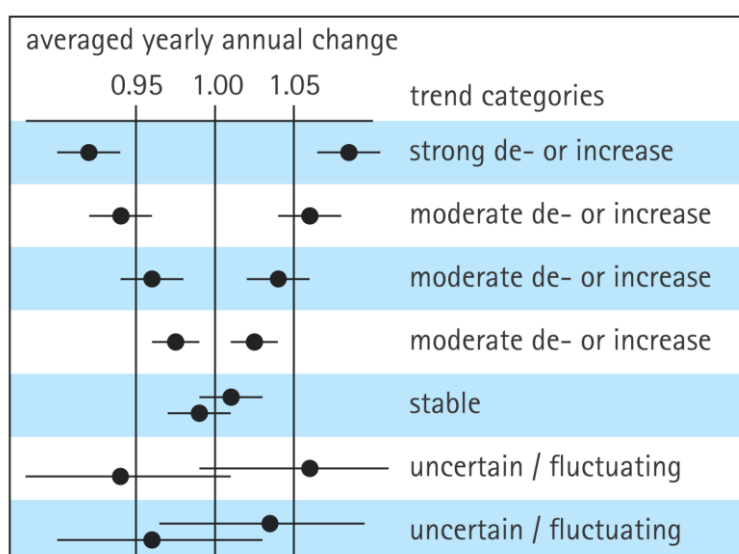 averaged yearly annual change
0.95 1.00 1.05
trend categories
strong de- or increase
moderate de- or increase
moderate de- or increase
moderate de- or increase
stable
uncertain / fluctuating
uncertain / fluctuating